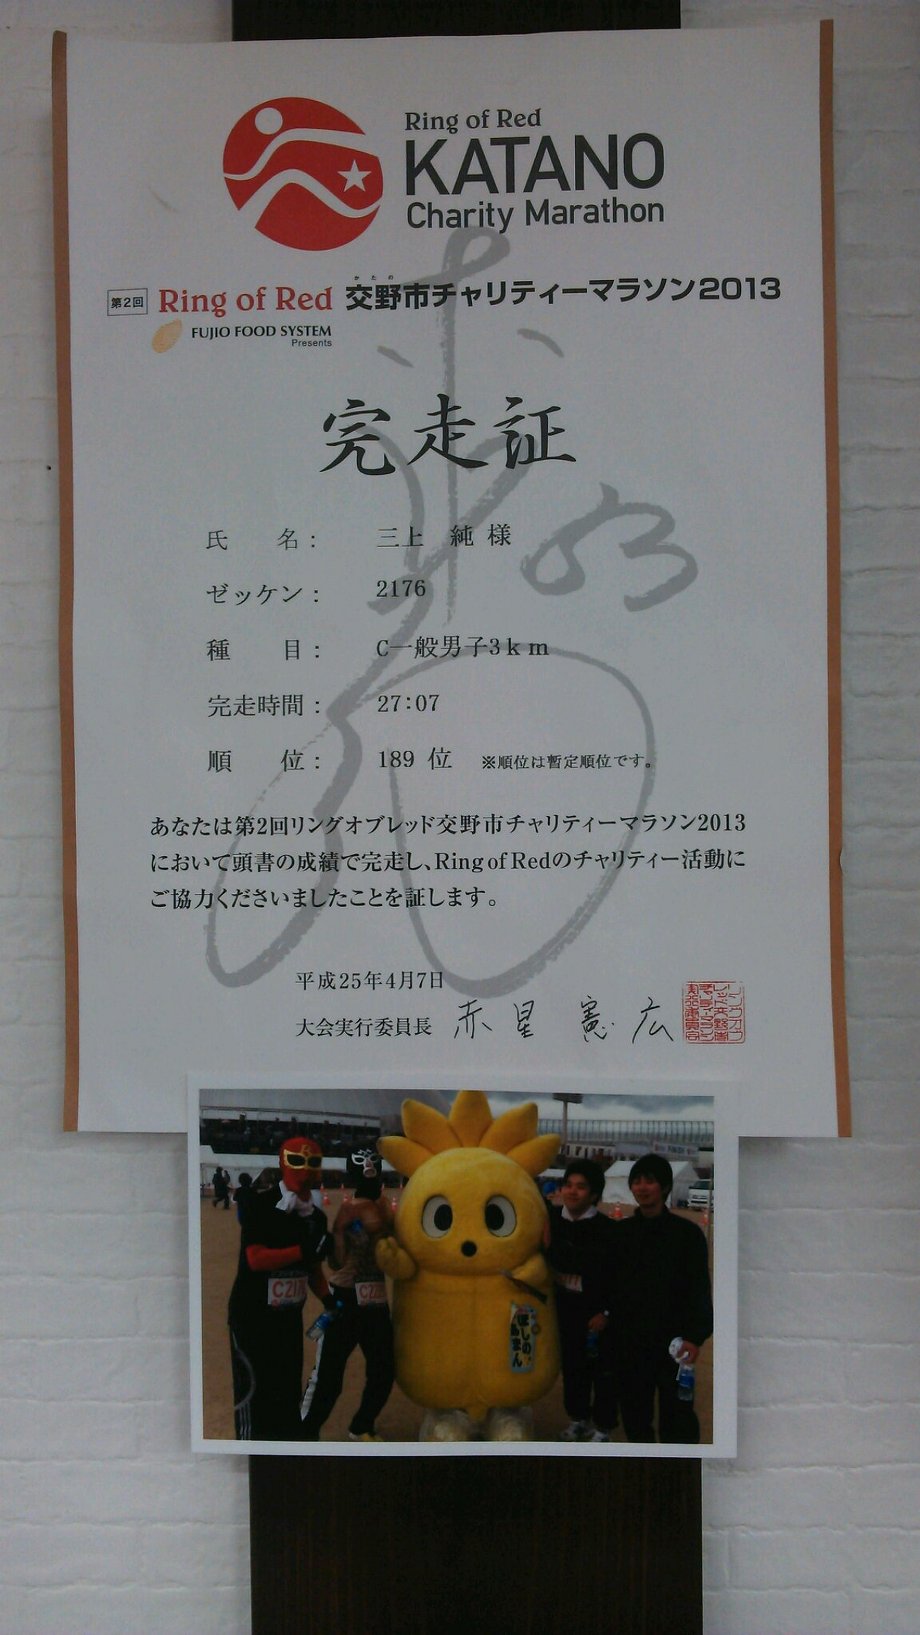 Ring of Red
KATANO
Charity Marathon
第2回 Ring of Red 交野市チャリティーマラソン2013
かたの
FUJIO FOOD SYSTEM
Presents
完走証
氏 名： 三上 純 様
ゼッケン： 2176
種 目： C一般男子3km
完走時間： 27:07
順 位： 189 位 ※順位は暫定順位です。
あなたは第2回リングオブレッド交野市チャリティーマラソン2013
において頭書の成績で完走し、Ring of Redのチャリティー活動に
ご協力くださいましたことを証します。
平成25年4月7日
大会実行委員長 赤星 憲広
ほしの
あまん